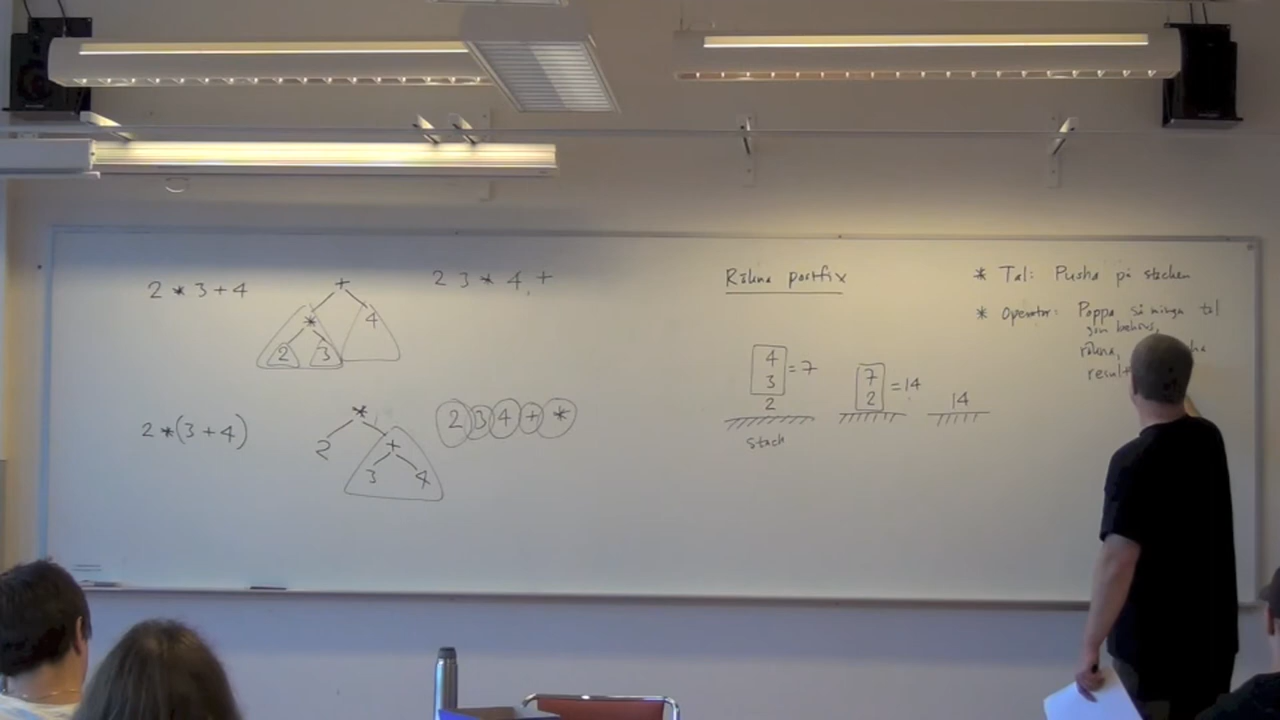 2 * 3 + 4
+
*
4
2 3
2 3 * 4 , +
2 * (3 + 4)
*
2 +
3 4
2 3 4 + *
Räkna postfix
4
3
2
= 7
Stack
7
2
= 14
14
* Tal: Pusha på stacken
* Operator: Poppa så många tal
som behövs,
räkna,